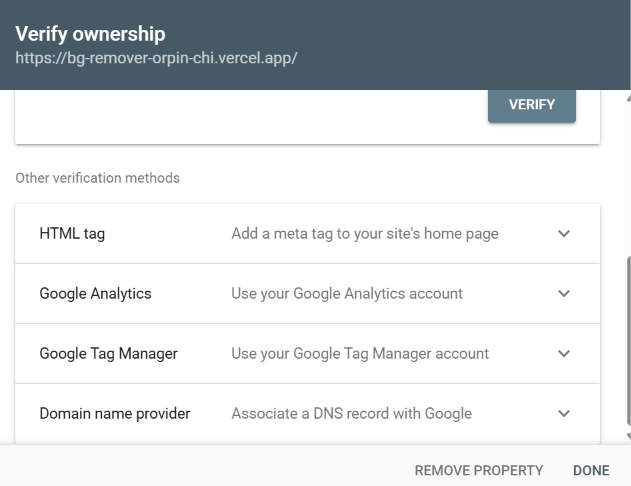 Verify ownership
https://bg-remover-orpin-chi.vercel.app/
VERIFY
Other verification methods
HTML tag Add a meta tag to your site's home page
Google Analytics Use your Google Analytics account
Google Tag Manager Use your Google Tag Manager account
Domain name provider Associate a DNS record with Google
REMOVE PROPERTY DONE